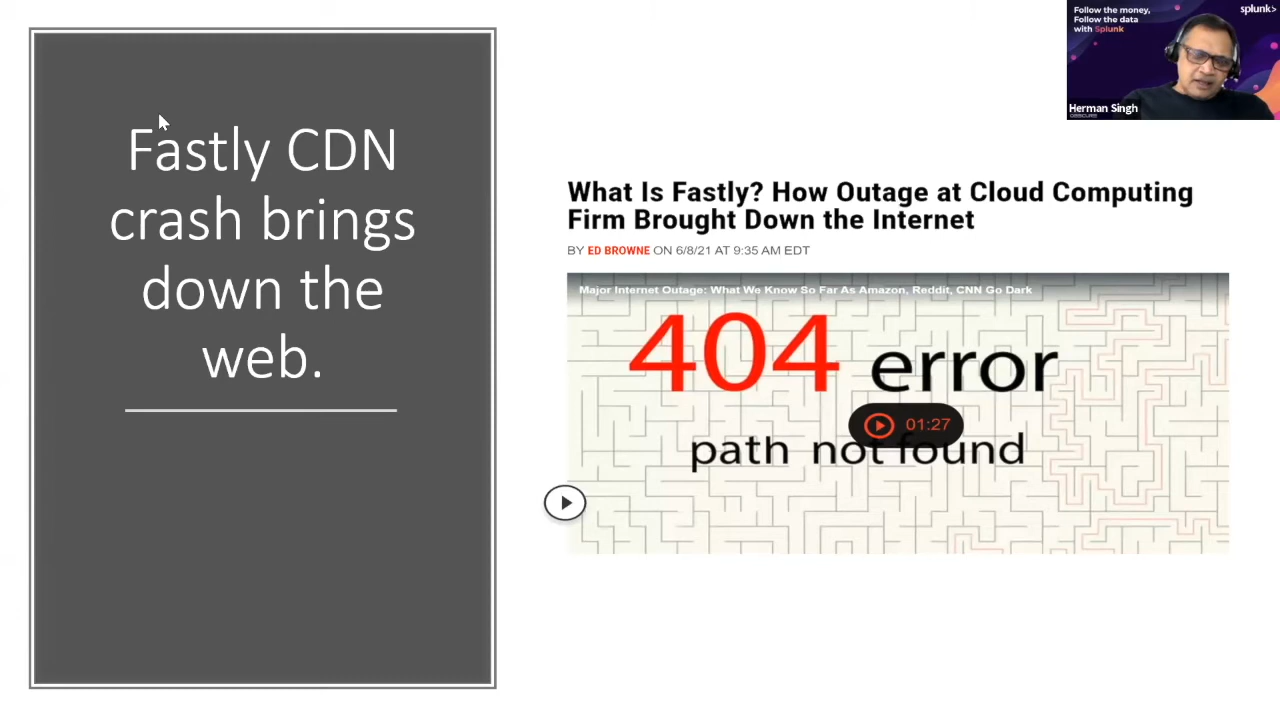 Fastly CDN
crash brings
down the
web.
What Is Fastly? How Outage at Cloud Computing
Firm Brought Down the Internet
BY ED BROWNE ON 6/8/21 AT 9:35 AM EDT
Major Internet Outage: What We Know So Far As Amazon, Reddit, CNN Go Dark
404 error
01:27
path not found
Follow the money,
Follow the data
with Splunk
splunk>
Herman Singh
OBSCURE